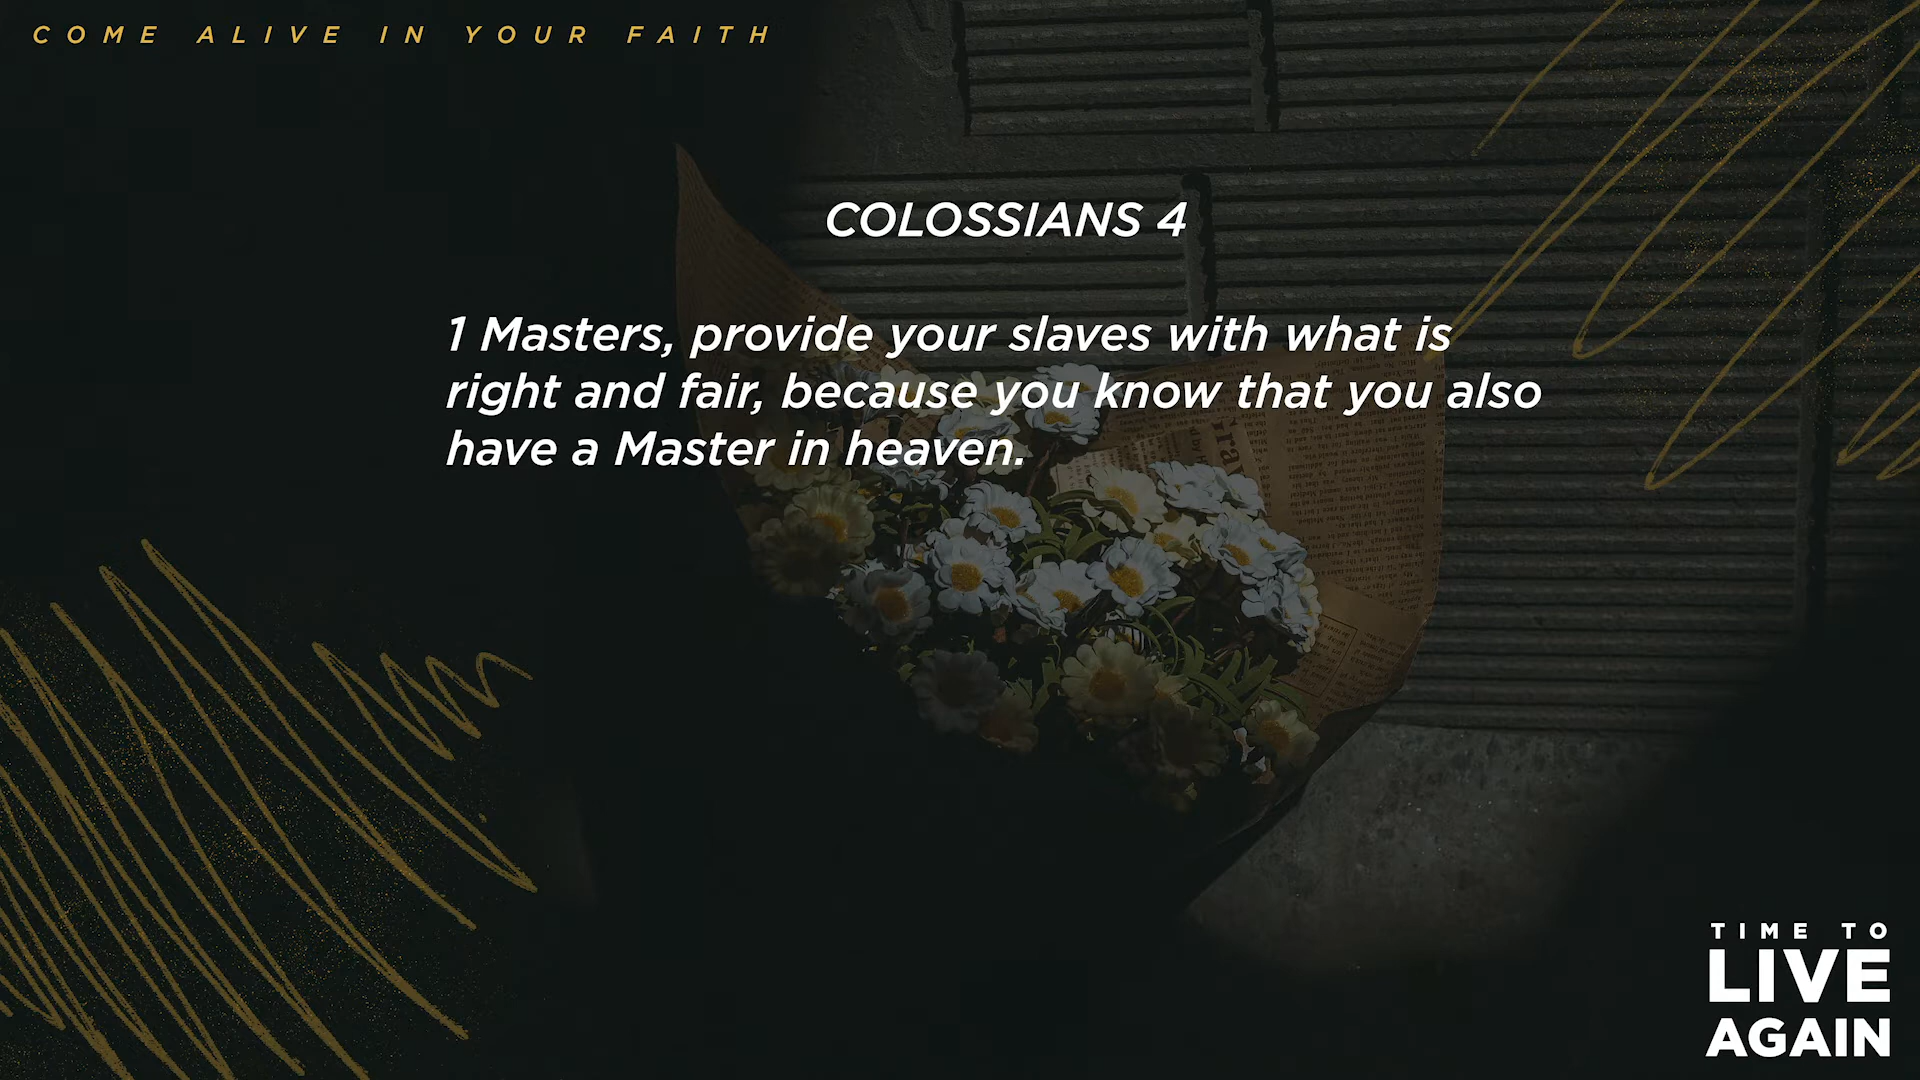 COME ALIVE IN YOUR FAITH
COLOSSIANS 4
1 Masters, provide your slaves with what is
right and fair, because you know that you also
have a Master in heaven.
TIME TO
LIVE
AGAIN